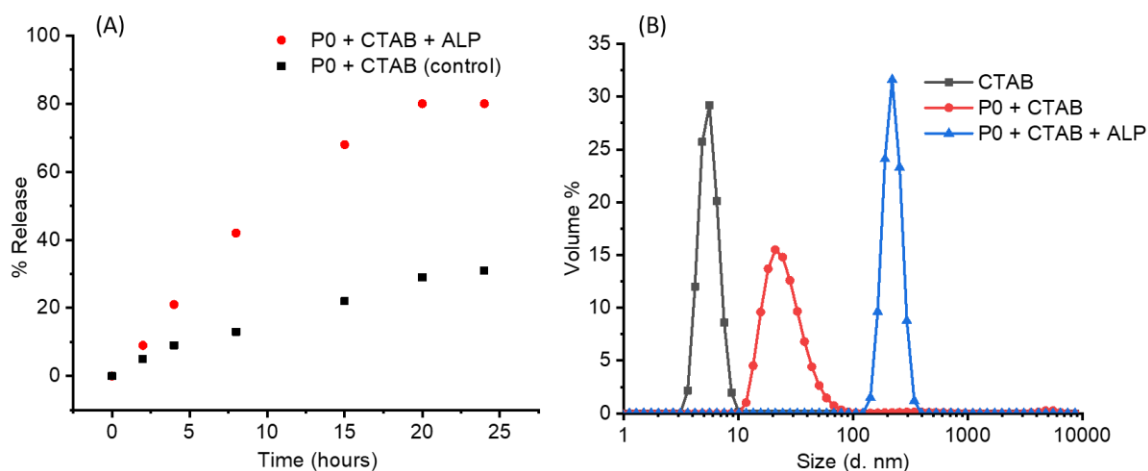 (A)
P0 + CTAB + ALP
P0 + CTAB (control)
100
80
60
40
20
0
% Release
0
5
10
15
20
25
Time (hours)
(B)
CTAB
P0 + CTAB
P0 + CTAB + ALP
35
30
25
20
15
10
5
0
Volume %
1
10
100
1000
10000
Size (d. nm)